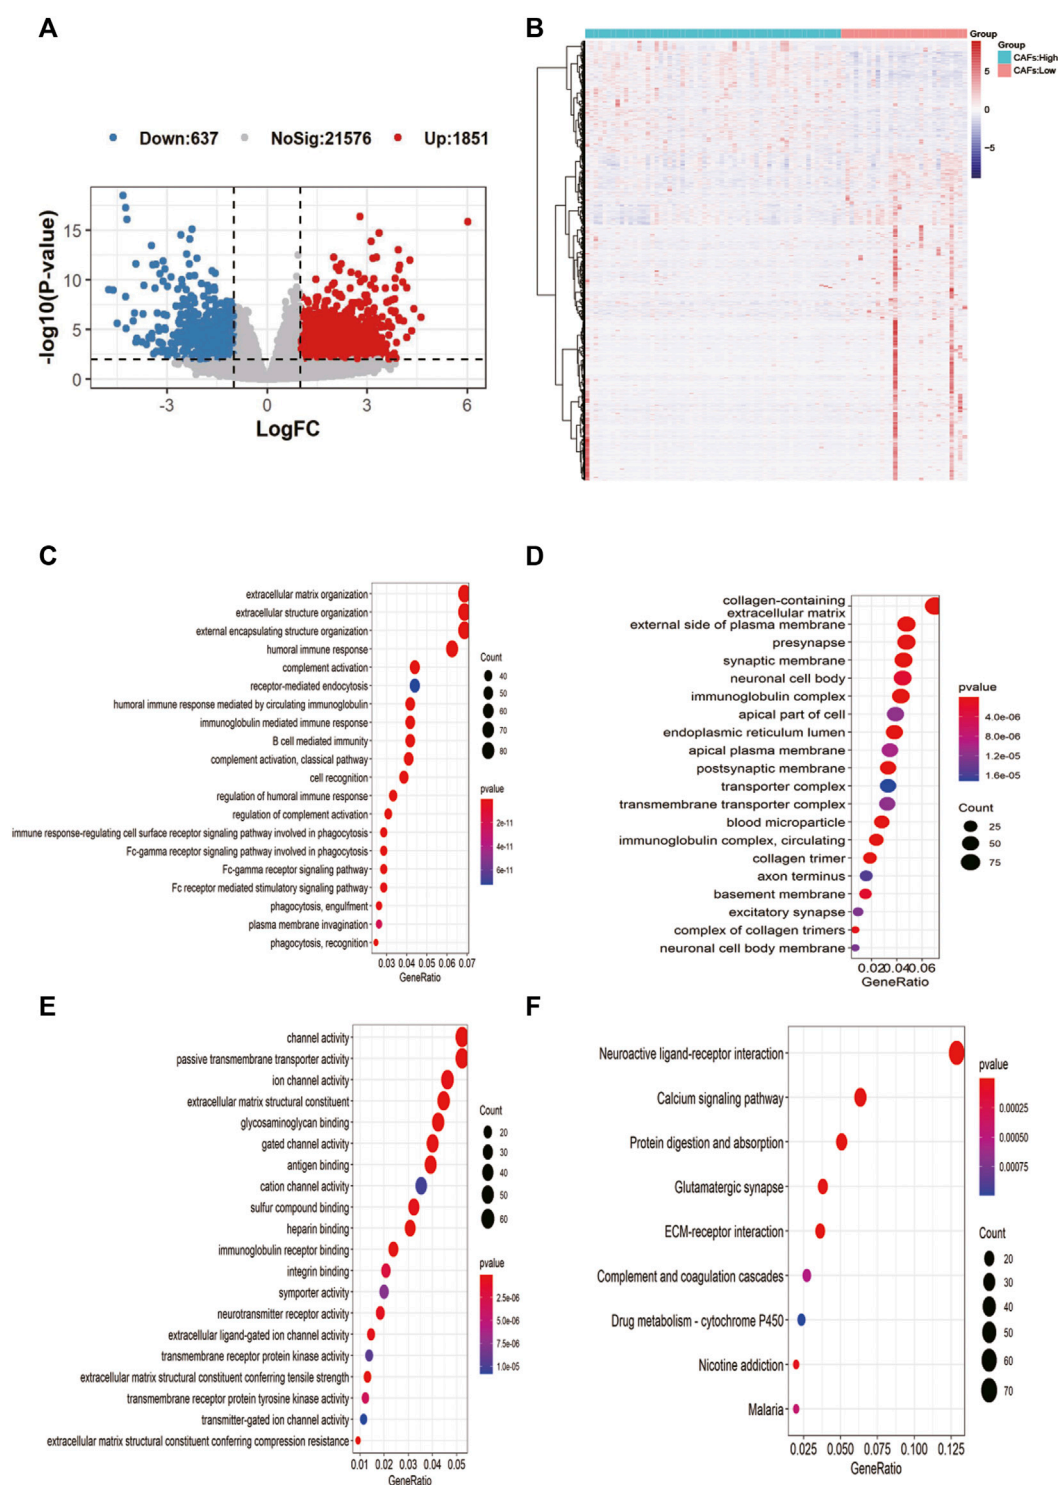 A
Down:637 NoSig:21576 Up:1851
-log10(P-value)
15
10
5
0
-3 0 3 6
LogFC
B
Group
5
0
-5
Group
CAFs:High
CAFs:Low
C
extracellular matrix organization
extracellular structure organization
external encapsulating structure organization
humoral immune response
complement activation
receptor-mediated endocytosis
humoral immune response mediated by circulating immunoglobulin
immunoglobulin mediated immune response
B cell mediated immunity
complement activation, classical pathway
cell recognition
regulation of humoral immune response
regulation of complement activation
immune response-regulating cell surface receptor signaling pathway involved in phagocytosis
Fc-gamma receptor signaling pathway involved in phagocytosis
Fc-gamma receptor signaling pathway
Fc receptor mediated stimulatory signaling pathway
phagocytosis, engulfment
plasma membrane invagination
phagocytosis, recognition
0.03 0.04 0.05 0.06 0.07
GeneRatio
Count
40
50
60
70
80
pvalue
2e-11
4e-11
6e-11
D
collagen-containing
extracellular matrix
external side of plasma membrane
presynapse
synaptic membrane
neuronal cell body
immunoglobulin complex
apical part of cell
endoplasmic reticulum lumen
apical plasma membrane
postsynaptic membrane
transporter complex
transmembrane transporter complex
blood microparticle
immunoglobulin complex, circulating
collagen trimer
axon terminus
basement membrane
excitatory synapse
complex of collagen trimers
neuronal cell body membrane
0.020.040.06
GeneRatio
pvalue
4.0e-06
8.0e-06
1.2e-05
1.6e-05
Count
25
50
75
E
channel activity
passive transmembrane transporter activity
ion channel activity
extracellular matrix structural constituent
glycosaminoglycan binding
gated channel activity
antigen binding
cation channel activity
sulfur compound binding
heparin binding
immunoglobulin receptor binding
integrin binding
symporter activity
neurotransmitter receptor activity
extracellular ligand-gated ion channel activity
transmembrane receptor protein kinase activity
extracellular matrix structural constituent conferring tensile strength
transmembrane receptor protein tyrosine kinase activity
transmitter-gated ion channel activity
extracellular matrix structural constituent conferring compression resistance
0.01 0.02 0.03 0.04 0.05
GeneRatio
Count
20
30
40
50
60
pvalue
2.5e-06
5.0e-06
7.5e-06
1.0e-05
F
Neuroactive ligand-receptor interaction
Calcium signaling pathway
Protein digestion and absorption
Glutamatergic synapse
ECM-receptor interaction
Complement and coagulation cascades
Drug metabolism - cytochrome P450
Nicotine addiction
Malaria
0.025 0.050 0.075 0.100 0.125
GeneRatio
pvalue
0.00025
0.00050
0.00075
Count
20
30
40
50
60
70